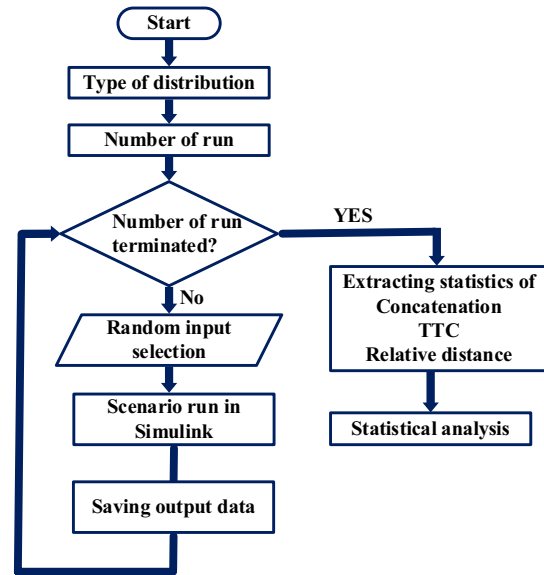 Start
Type of distribution
Number of run
Number of run
terminated?
YES
No
Random input
selection
Scenario run in
Simulink
Saving output data
Extracting statistics of
Concatenation
TTC
Relative distance
Statistical analysis